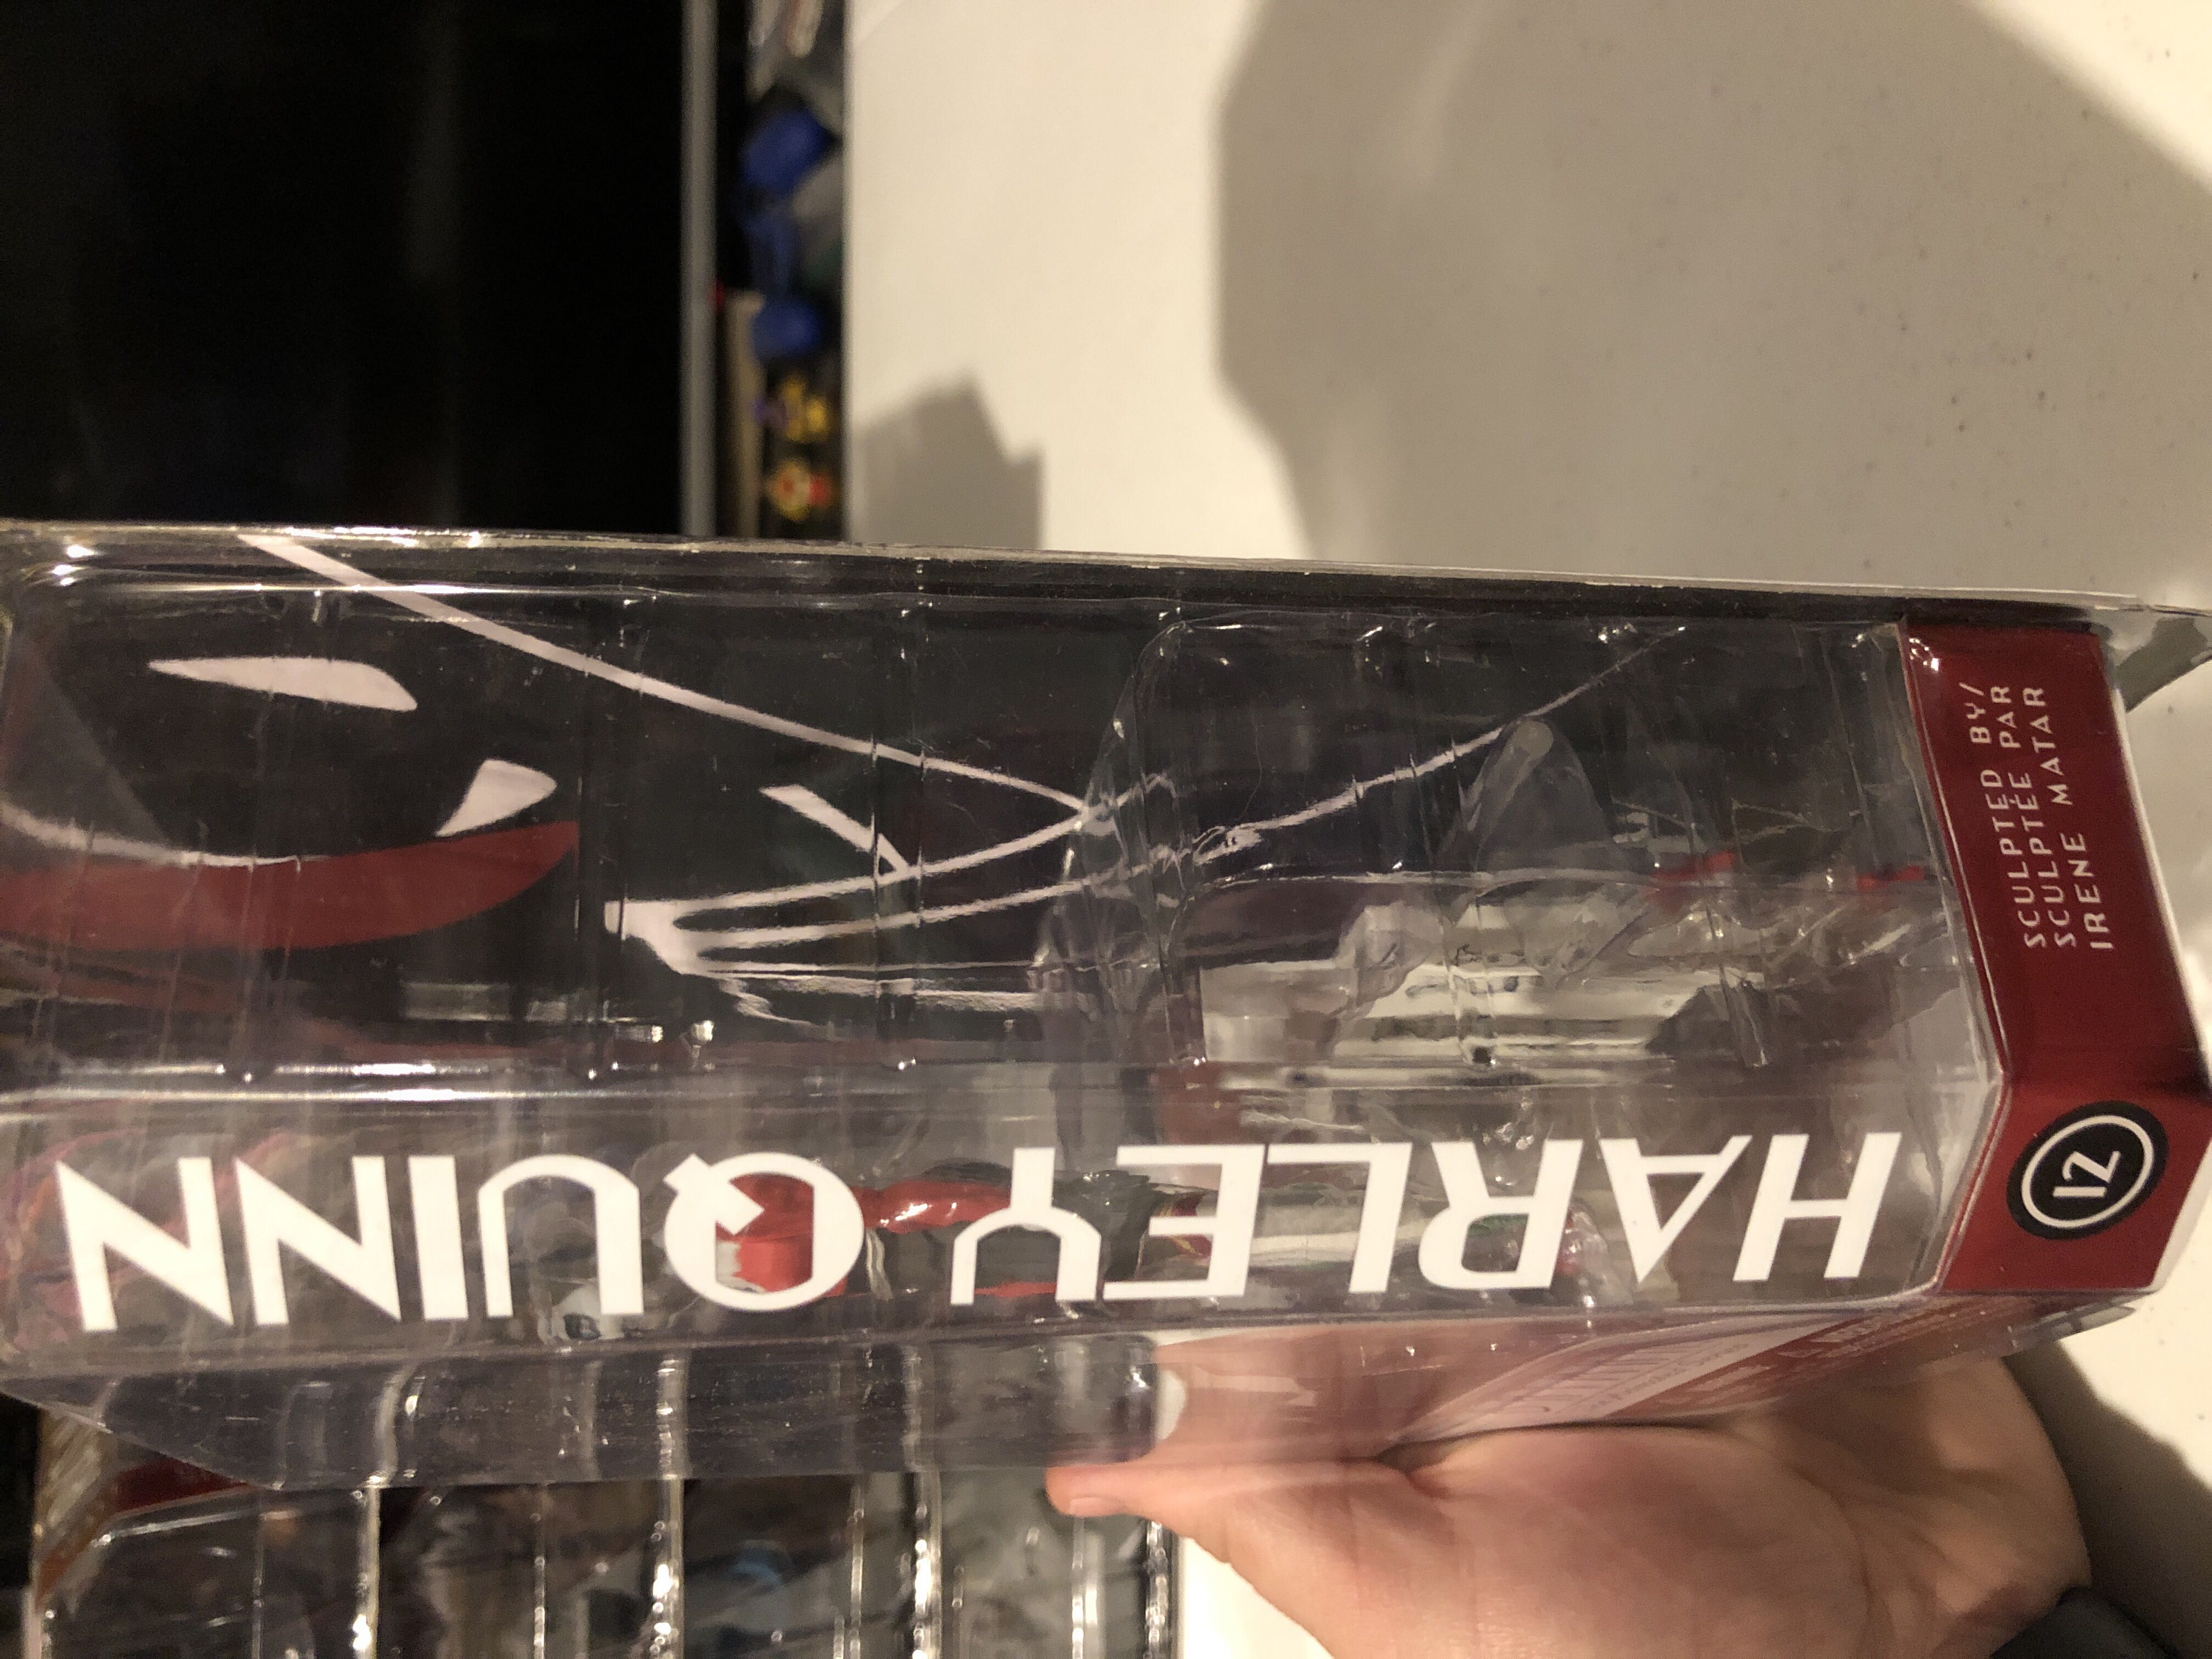 HARLEY QUINN
SCULPTED BY/
SCULPTÉE PAR
IRENE MATAR
12